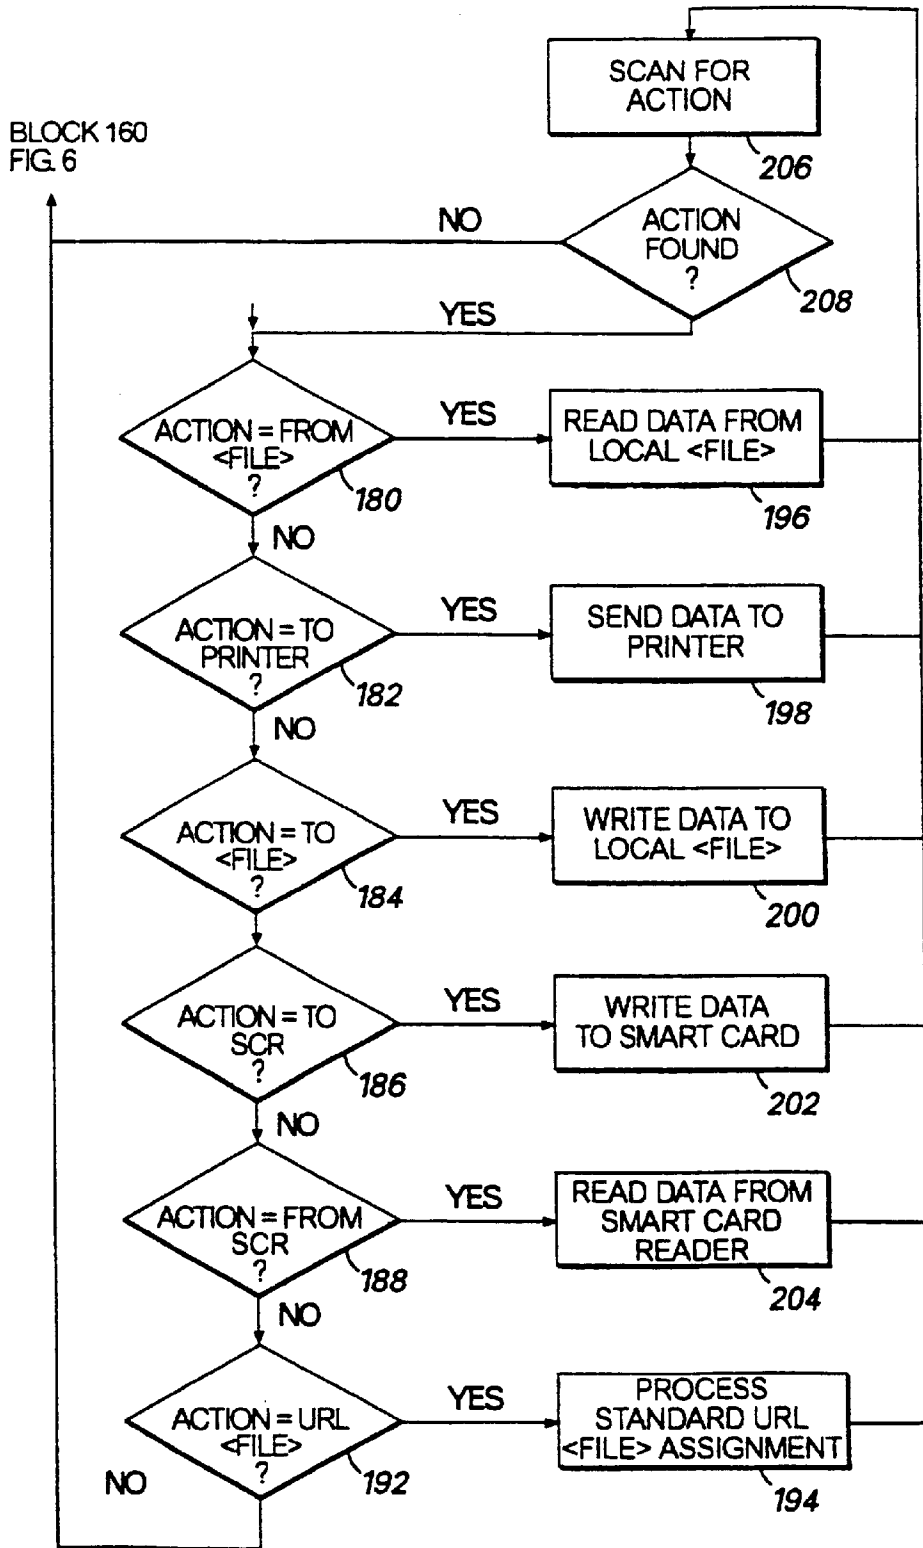 SCAN FOR
ACTION
206
BLOCK 160
FIG. 6
NO
ACTION
FOUND
?
208
YES
ACTION = FROM
<FILE>
?
180
YES
READ DATA FROM
LOCAL <FILE>
196
NO
ACTION = TO
PRINTER
?
182
YES
SEND DATA TO
PRINTER
198
NO
ACTION = TO
<FILE>
?
184
YES
WRITE DATA TO
LOCAL <FILE>
200
ACTION = TO
SCR
?
186
YES
WRITE DATA
TO SMART CARD
202
NO
ACTION = FROM
SCR
?
188
YES
READ DATA FROM
SMART CARD
READER
204
NO
ACTION = URL
<FILE>
?
192
YES
PROCESS
STANDARD URL
<FILE> ASSIGNMENT
194
NO